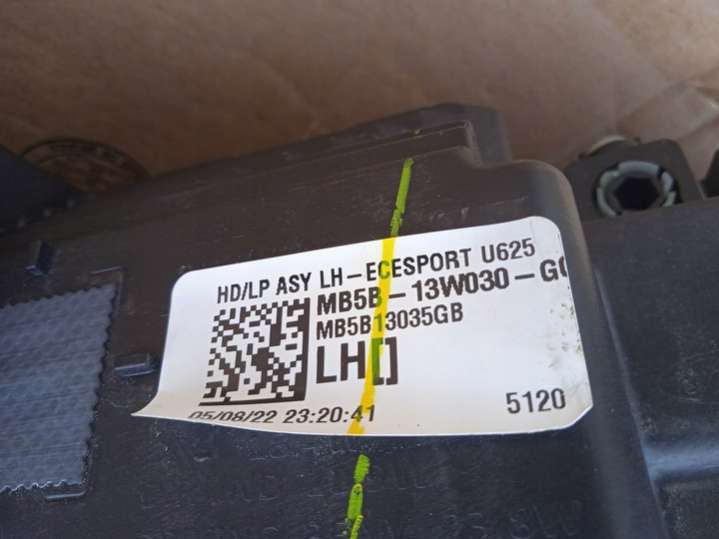 HD/LP ASY LH-ECESPORT U625
MB5B-13W030-G
MB5B13035GB
LH[]
05/08/22 23:20:41
5120